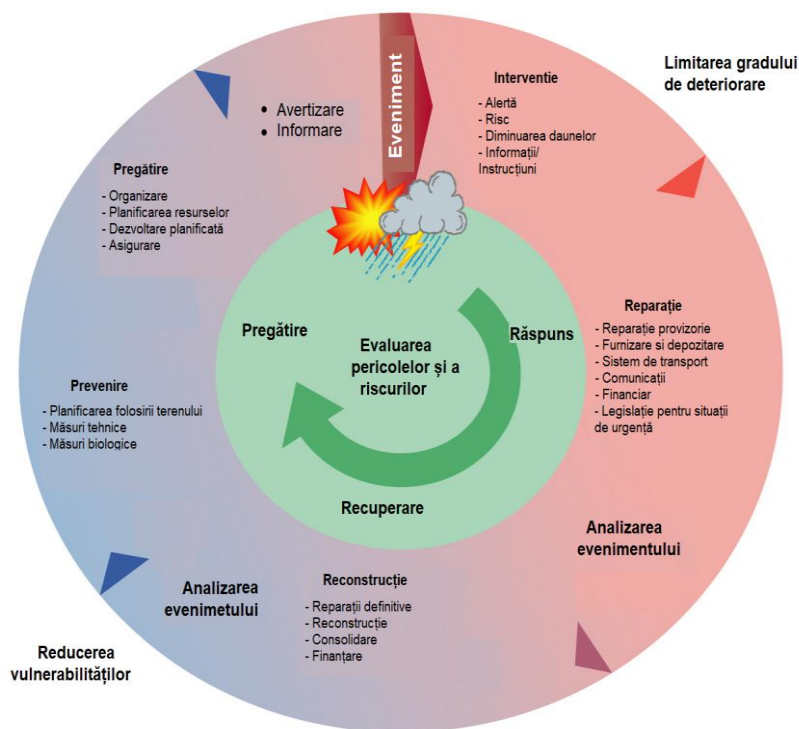 Eveniment
Interventie
- Alertă
- Risc
- Diminuarea daunelor
- Informații/
Instrucțiuni
Limitarea gradului
de deteriorare
Reparație
- Reparație provizorie
- Furnizare si depozitare
- Sistem de transport
- Comunicații
- Financiar
- Legislație pentru situații
de urgență
Analizarea
evenimentului
Reconstrucție
- Reparații definitive
- Reconstrucție
- Consolidare
- Finanțare
Analizarea
evenimetului
Reducerea
vulnerabilităților
Prevenire
- Planificarea folosirii terenului
- Măsuri tehnice
- Măsuri biologice
Pregătire
- Organizare
- Planificarea resurselor
- Dezvoltare planificată
- Asigurare
• Avertizare
• Informare
Pregătire
Evaluarea
pericolelor și a
riscurilor
Răspuns
Recuperare